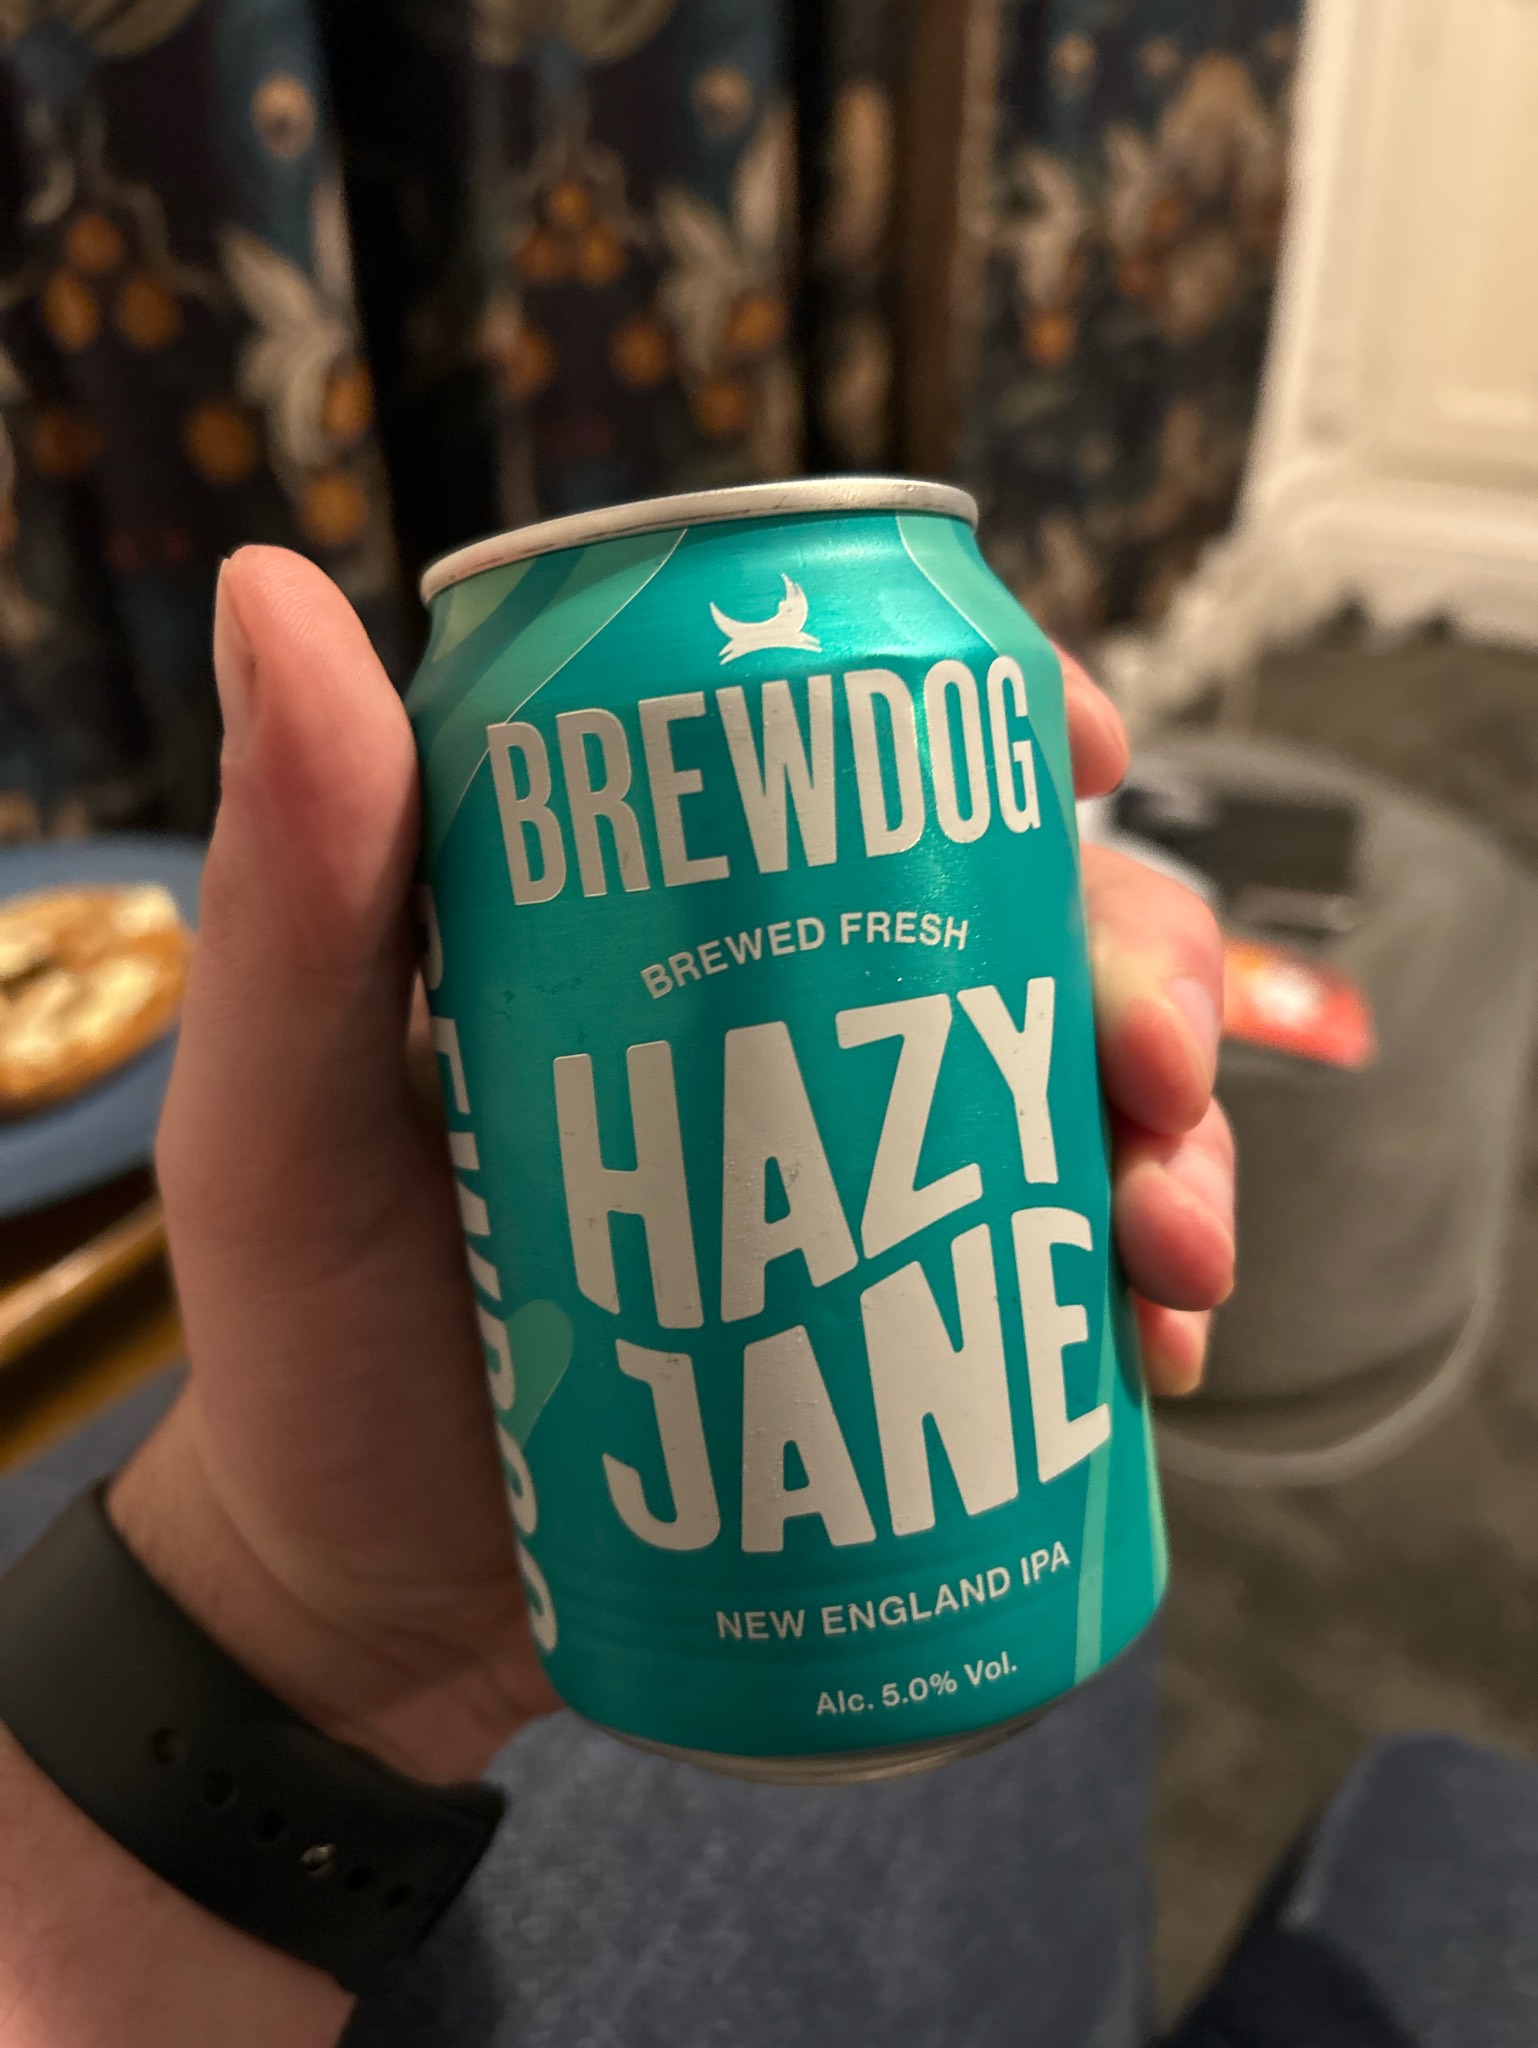 BREWDOG
BREWED FRESH
HAZY
JANE
NEW ENGLAND IPA
Alc. 5.0% Vol.